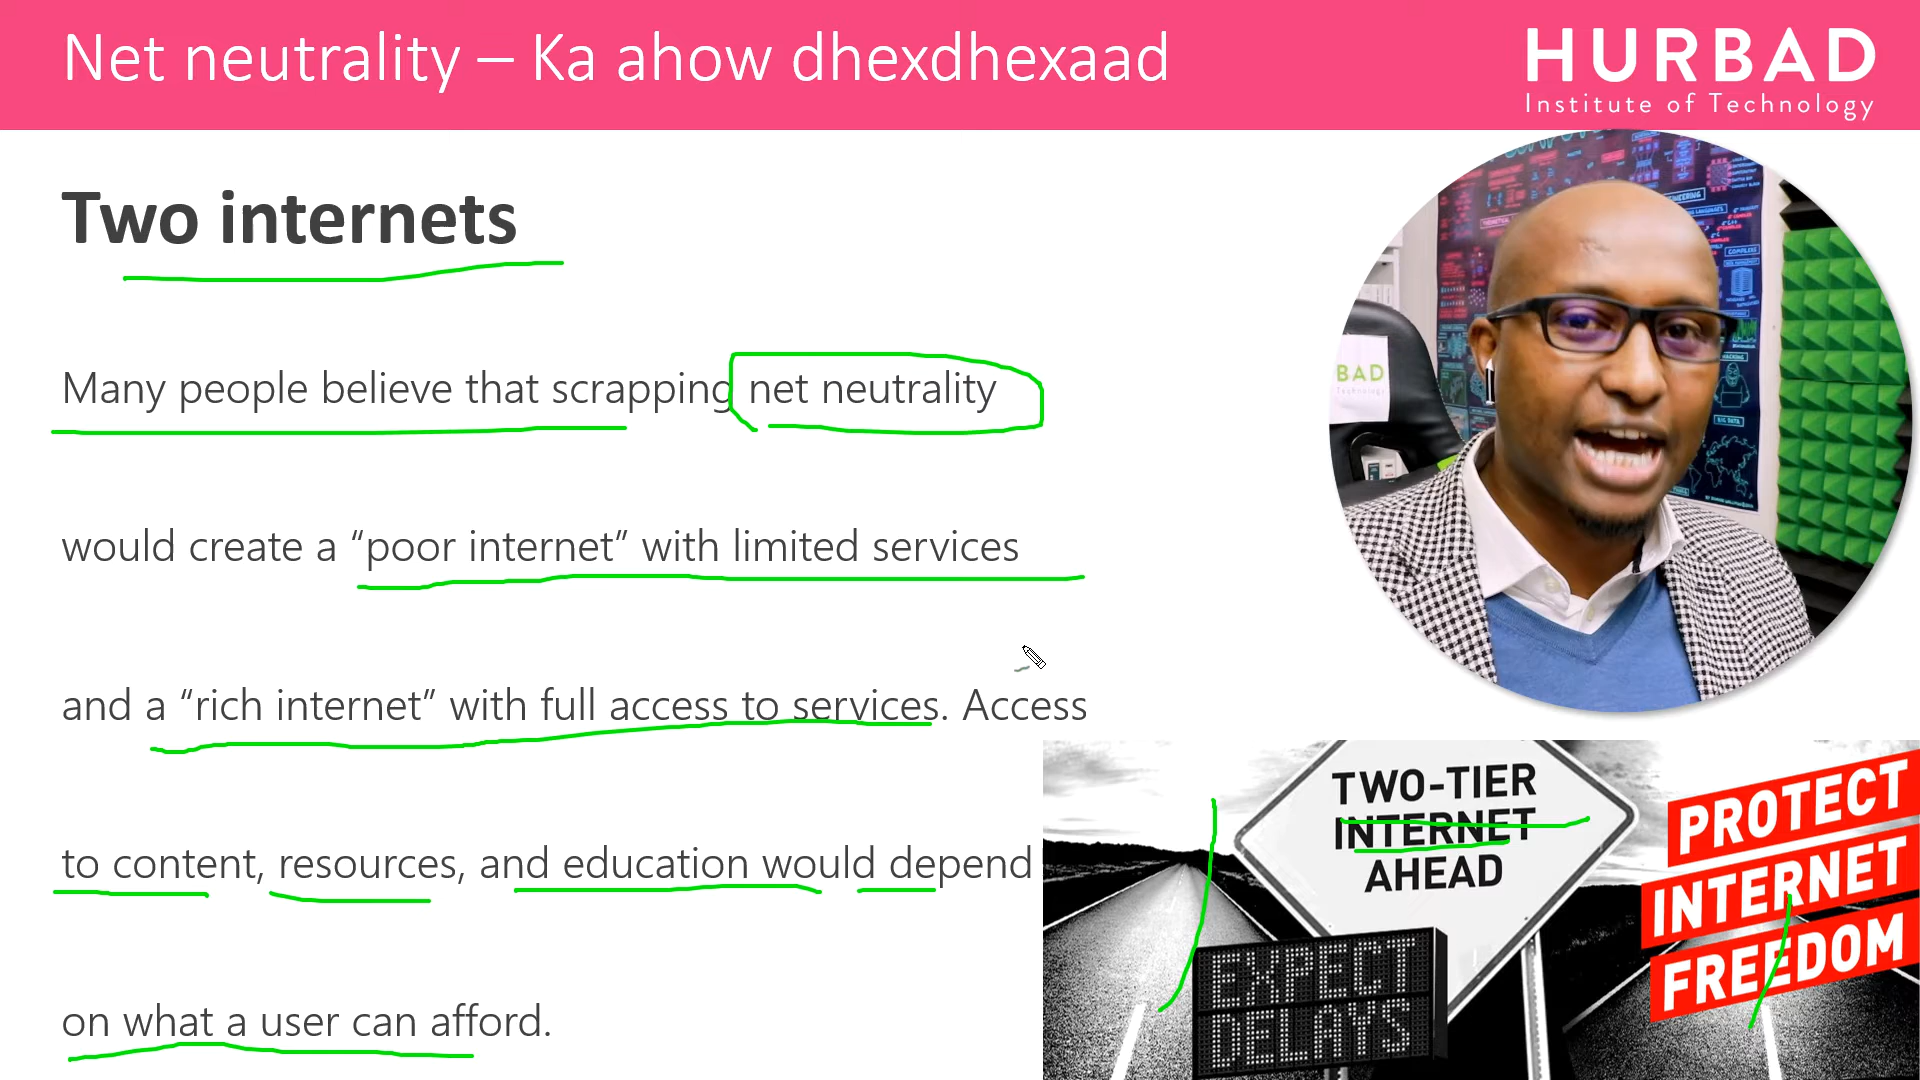 Net neutrality – Ka ahow dhexdhexaad
HURBAD
Institute of Technology
Two internets
Many people believe that scrapping net neutrality
would create a “poor internet” with limited services
and a “rich internet” with full access to services. Access
to content, resources, and education would depend
on what a user can afford.
BAD
TWO-TIER
INTERNET
AHEAD
EXPECT
DELAYS
PROTECT
INTERNET
FREEDOM